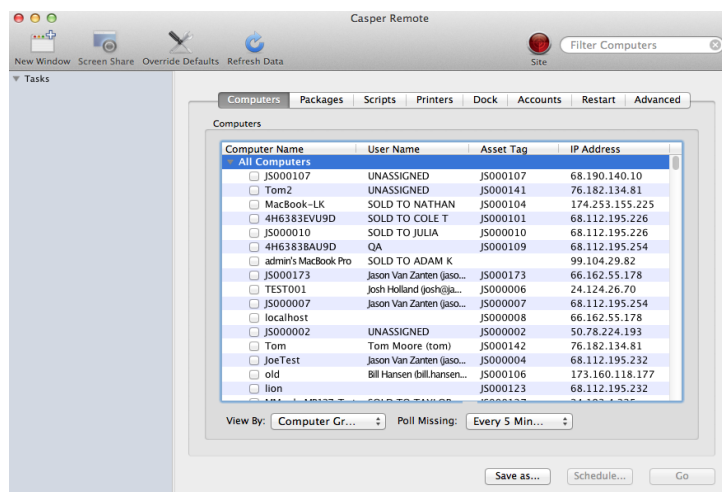 Casper Remote
New Window Screen Share Override Defaults Refresh Data Site Filter Computers
Tasks
Computers Packages Scripts Printers Dock Accounts Restart Advanced
Computers
Computer Name User Name Asset Tag IP Address
All Computers
JS000107 UNASSIGNED JS000107 68.190.140.10
Tom2 UNASSIGNED JS000141 76.182.134.81
MacBook-LK SOLD TO NATHAN JS000104 174.253.155.225
4H6383EVU9D SOLD TO COLE T JS000101 68.112.195.226
JS000010 SOLD TO JULIA JS000010 68.112.195.226
4H6383BAU9D QA JS000109 68.112.195.254
admin's MacBook Pro SOLD TO ADAM K 99.104.29.82
JS000173 Jason Van Zanten (jaso... JS000173 66.162.55.178
TEST001 Josh Holland (josh@ja... JS000006 24.124.26.70
JS000007 Jason Van Zanten (jaso... JS000007 68.112.195.254
localhost JS000008 66.162.55.178
JS000002 UNASSIGNED JS000002 50.78.224.193
Tom Tom Moore (tom) JS000142 76.182.134.81
JoeTest Jason Van Zanten (jaso... JS000004 68.112.195.232
old Bill Hansen (bill.hansen... JS000106 173.160.118.177
lion JS000123 68.112.195.232
SOLD TO TAYLOR
View By: Computer Gr... Poll Missing: Every 5 Min...
Save as... Schedule... Go